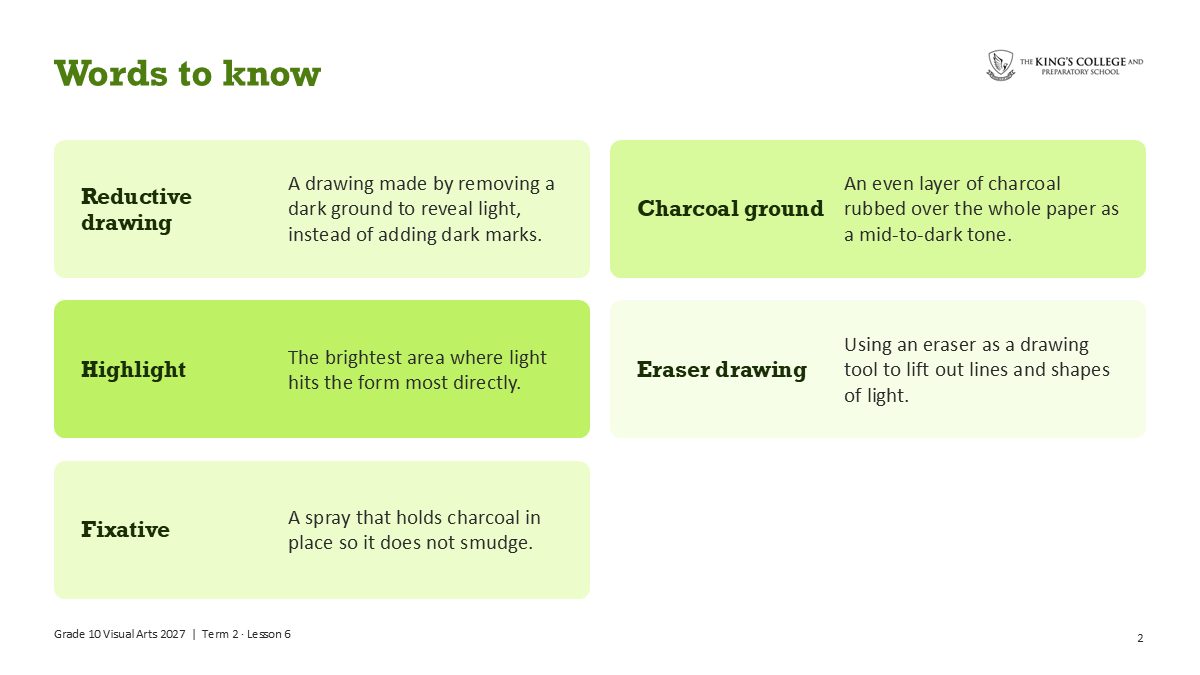 Words to know
THE KING'S COLLEGE AND
PREPARATORY SCHOOL
Reductive
drawing
A drawing made by removing a
dark ground to reveal light,
instead of adding dark marks.
Charcoal ground
An even layer of charcoal
rubbed over the whole paper as
a mid-to-dark tone.
Highlight
The brightest area where light
hits the form most directly.
Eraser drawing
Using an eraser as a drawing
tool to lift out lines and shapes
of light.
Fixative
A spray that holds charcoal in
place so it does not smudge.
Grade 10 Visual Arts 2027 | Term 2 · Lesson 6
2